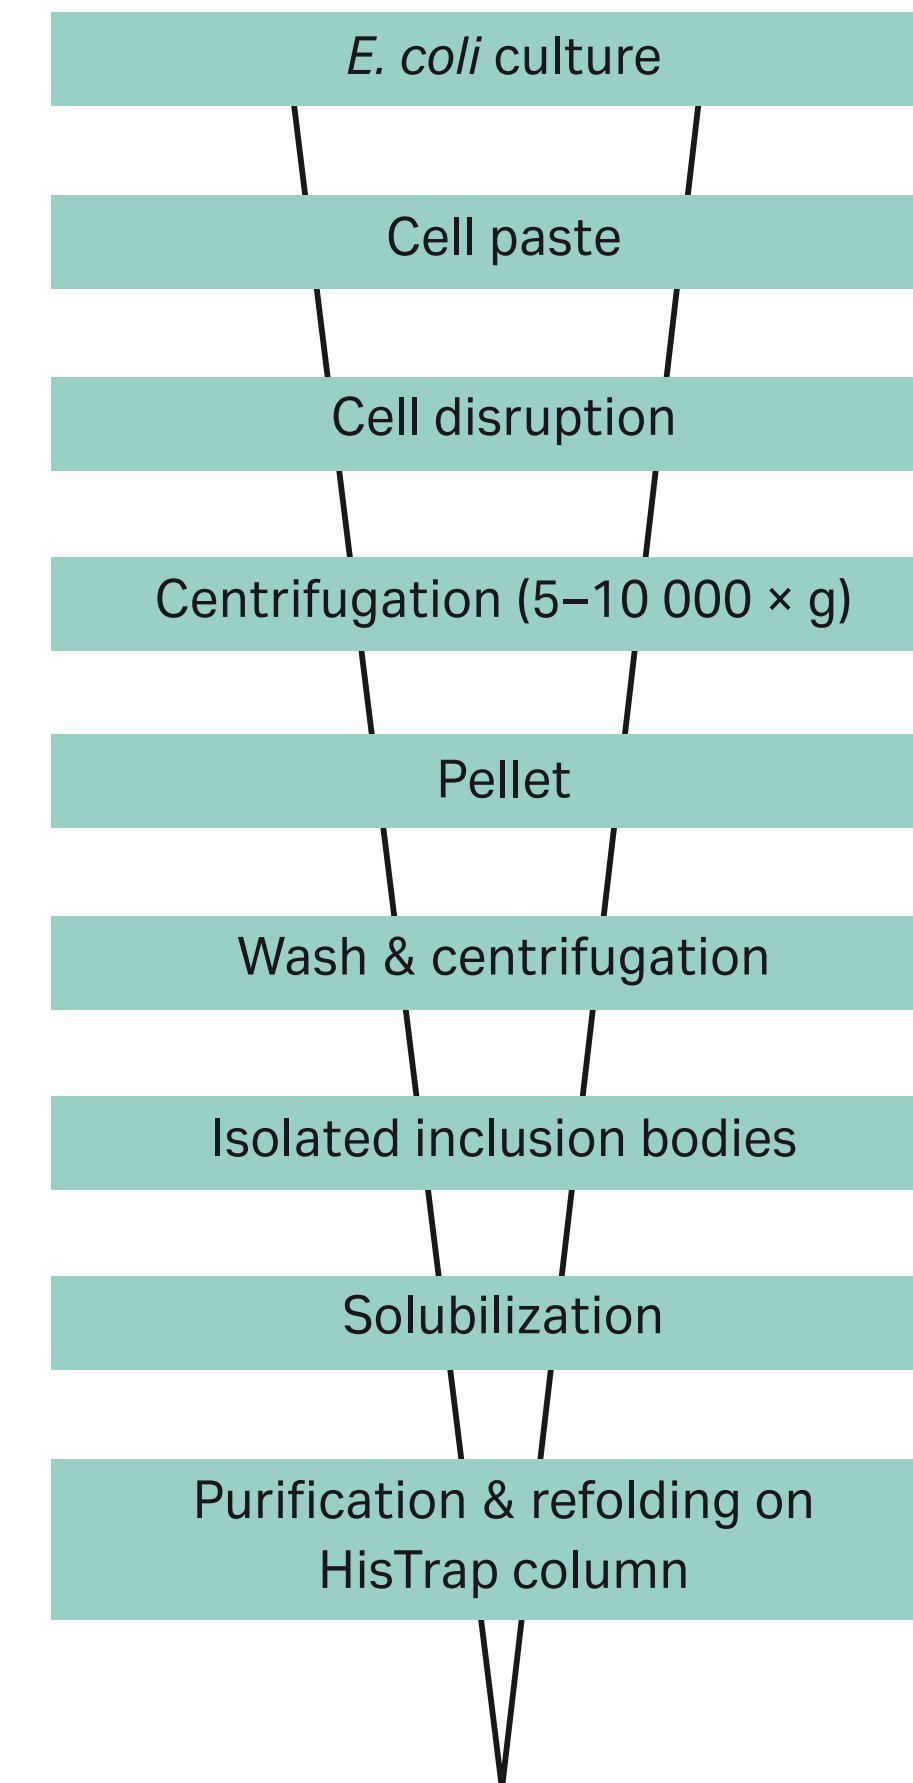 E. coli culture
Cell paste
Cell disruption
Centrifugation (5–10 000 × g)
Pellet
Wash & centrifugation
Isolated inclusion bodies
Solubilization
Purification & refolding on
HisTrap column